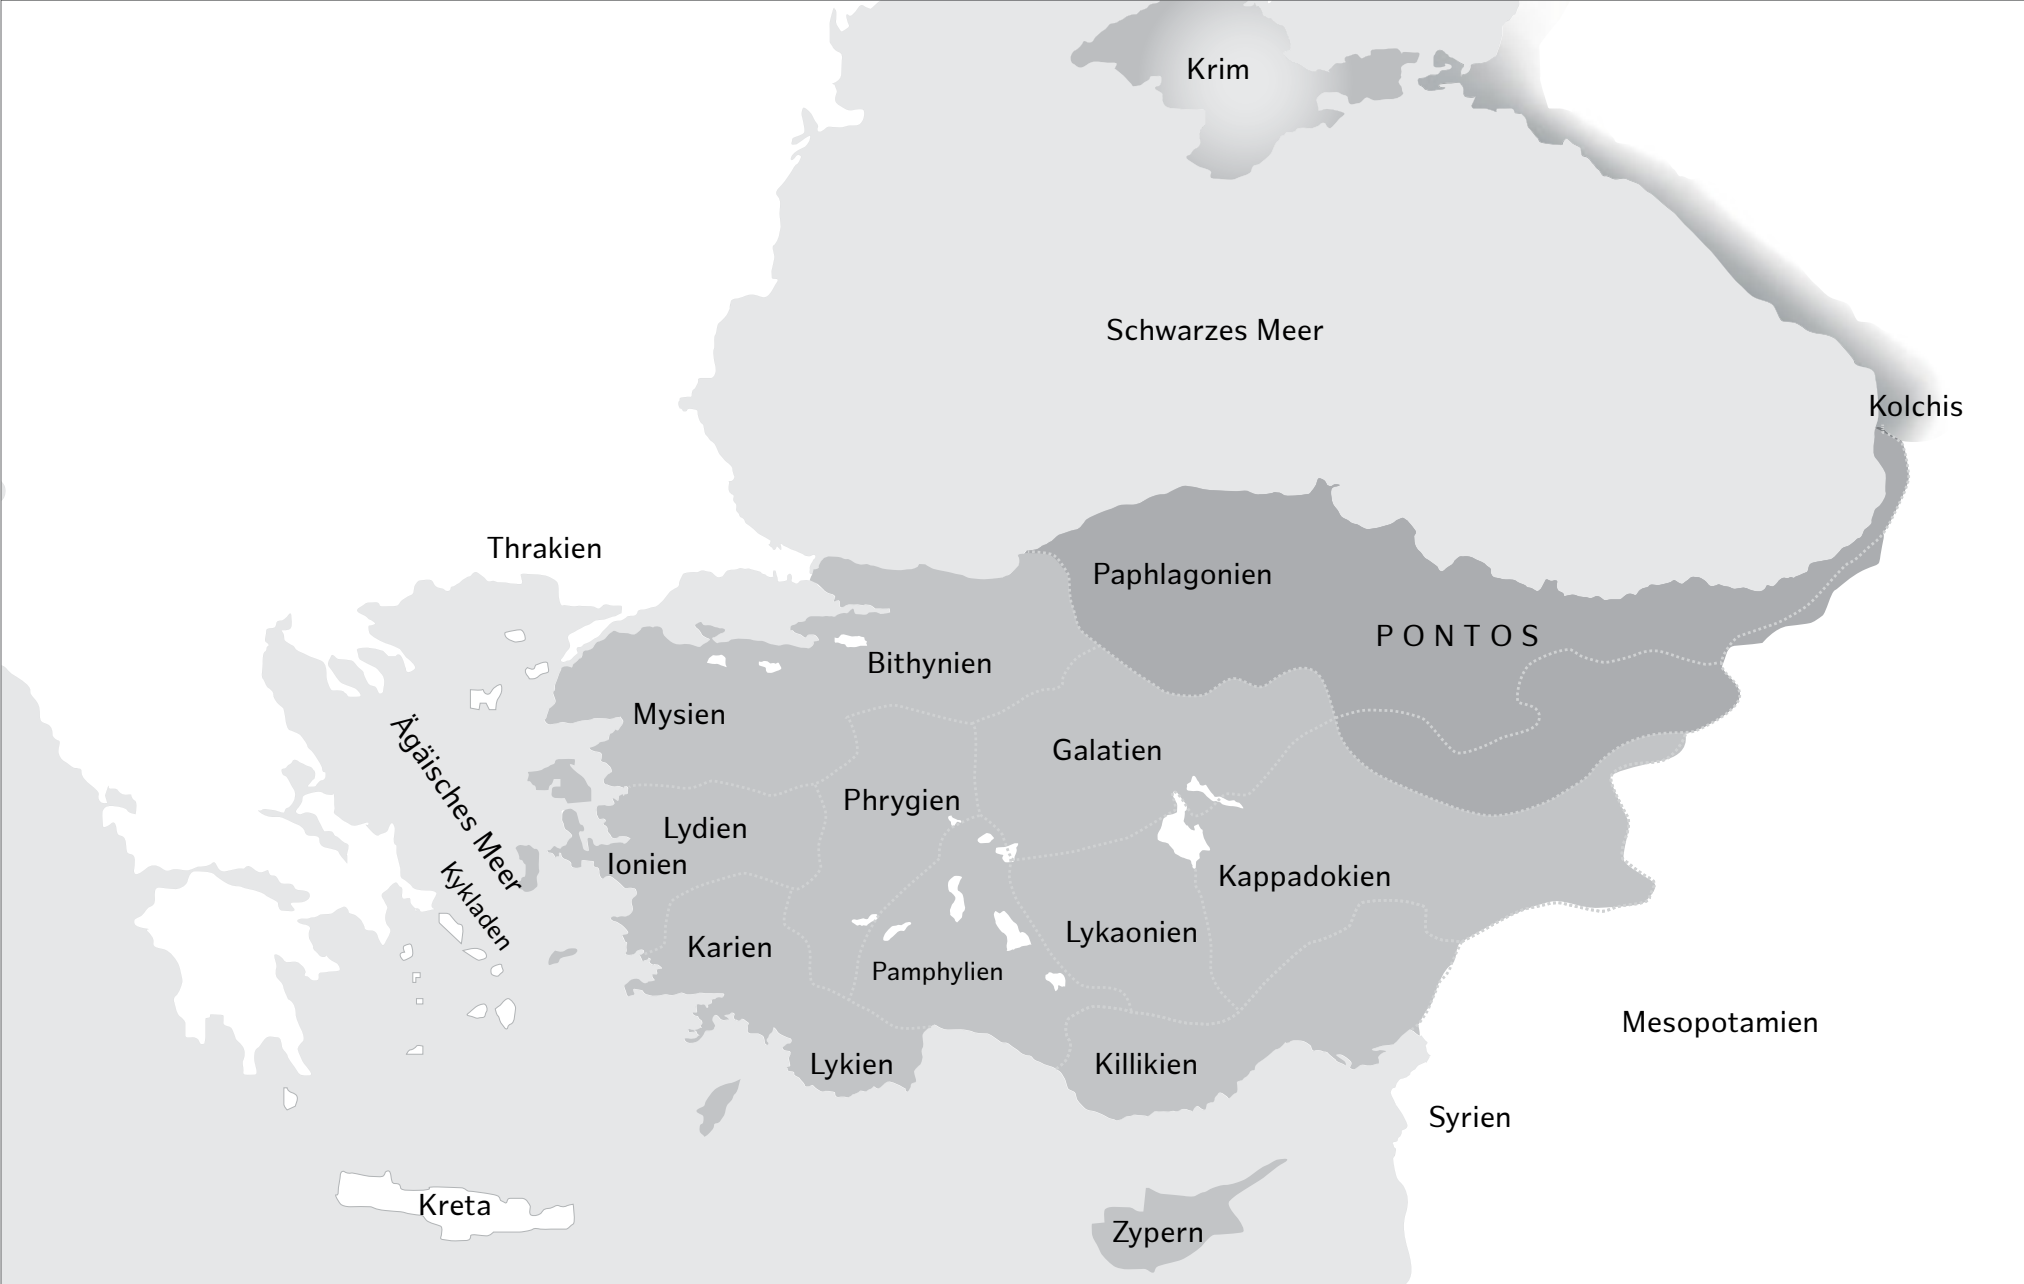 Krim
Schwarzes Meer
Kolchis
Thrakien
Paphlagonien
PONTOS
Bithynien
Mysien
Ägäisches Meer
Galatien
Phrygien
Lydien
Ionien
Kykladen
Kappadokien
Lykaonien
Karien
Pamphylien
Mesopotamien
Lykien
Killikien
Syrien
Kreta
Zypern